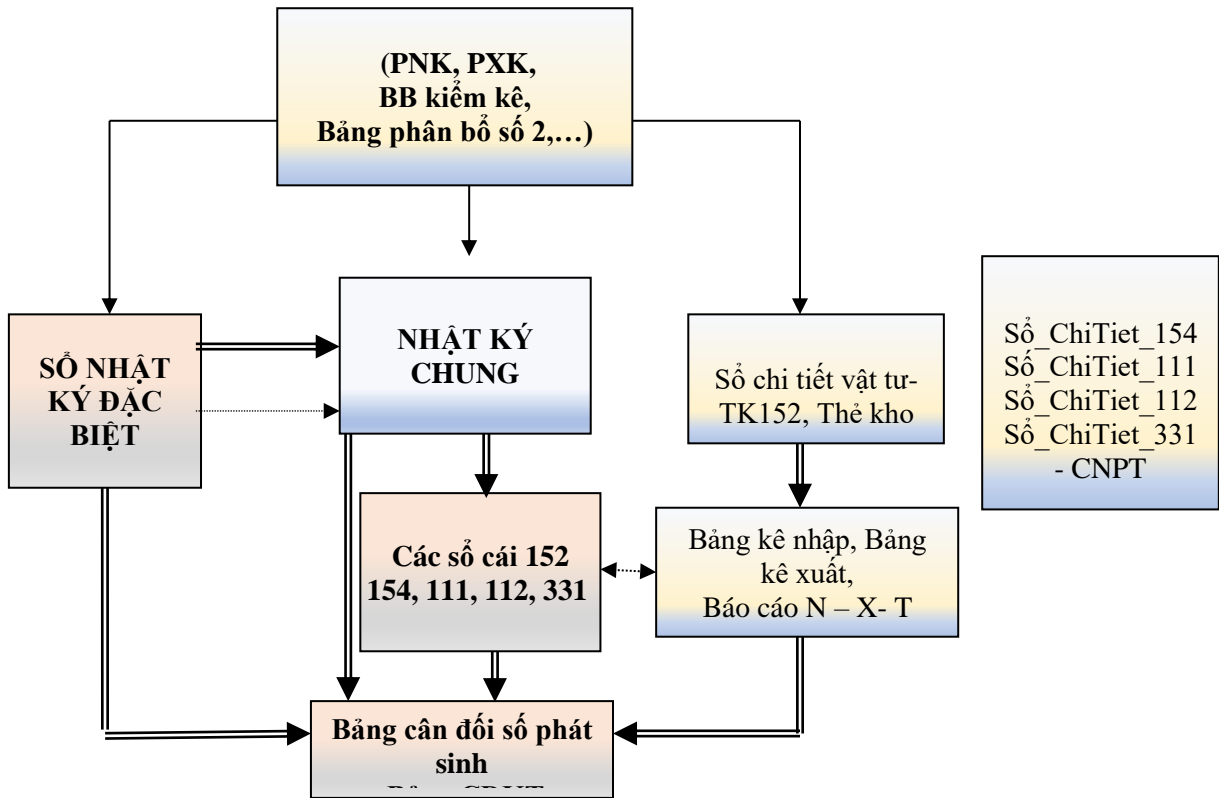 (PNK, PXK,
BB kiểm kê,
Bảng phân bổ số 2,…)
SỔ NHẬT
KÝ ĐẶC
BIỆT
NHẬT KÝ
CHUNG
Sổ chi tiết vật tư-
TK152, Thẻ kho
Sổ_ChiTiet_154
Số_ChiTiet_111
Sổ_ChiTiet_112
Sổ_ChiTiet_331
- CNPT
Các sổ cái 152
154, 111, 112, 331
Bảng kê nhập, Bảng
kê xuất,
Báo cáo N – X- T
Bảng cân đối số phát
sinh